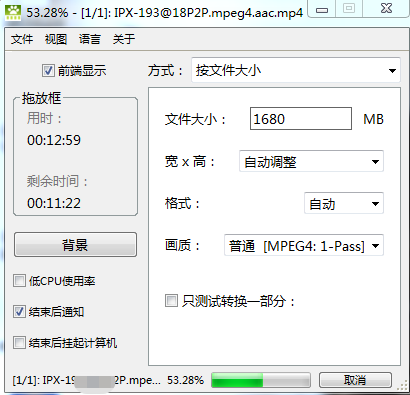 53.28% - [1/1]: IPX-193@18P2P.mpeg4.aac.mp4
文件 视图 语言 关于
前端显示 方式： 按文件大小
拖放框
用时：
00:12:59
剩余时间：
00:11:22
背景
低CPU使用率
结束后通知
结束后挂起计算机
文件大小： 1680 MB
宽 x 高： 自动调整
格式： 自动
画质： 普通 [MPEG4: 1-Pass]
只测试转换一部分：
[1/1]: IPX-19 2P.mpe... 53.28% 取消